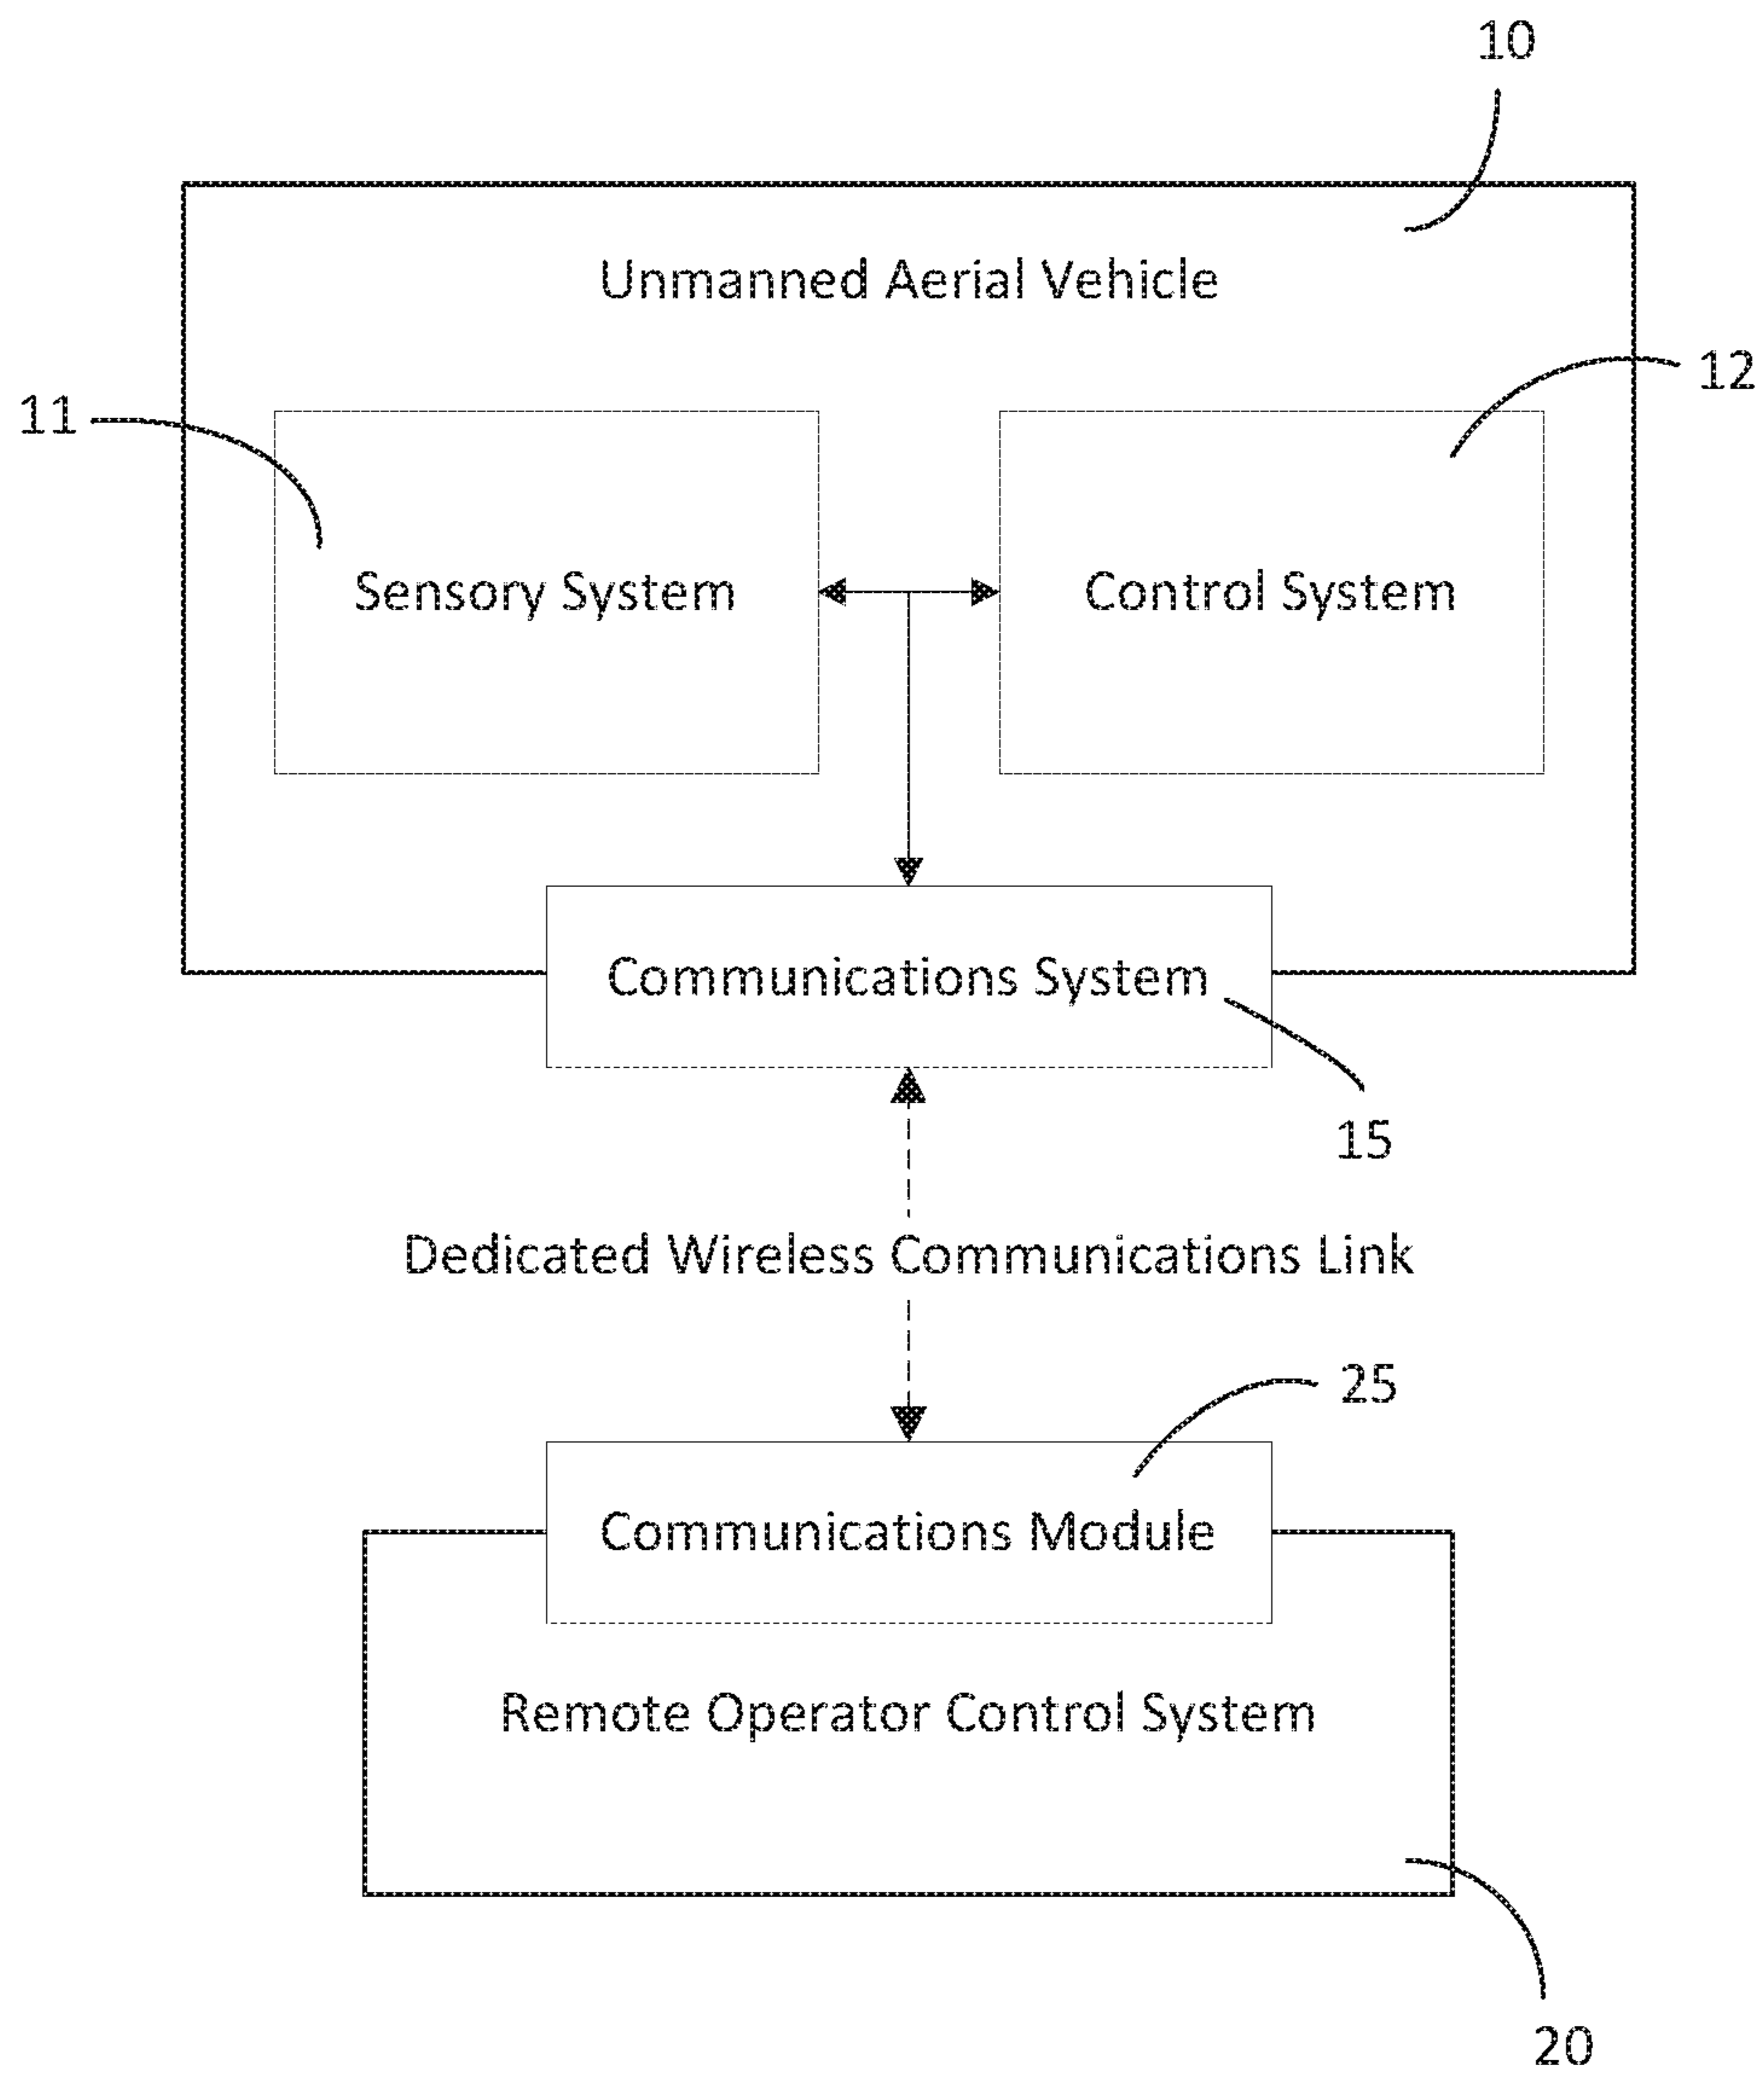 10
Unmanned Aerial Vehicle
12
11
Sensory System
Control System
Communications System
15
Dedicated Wireless Communications Link
25
Communications Module
Remote Operator Control System
20